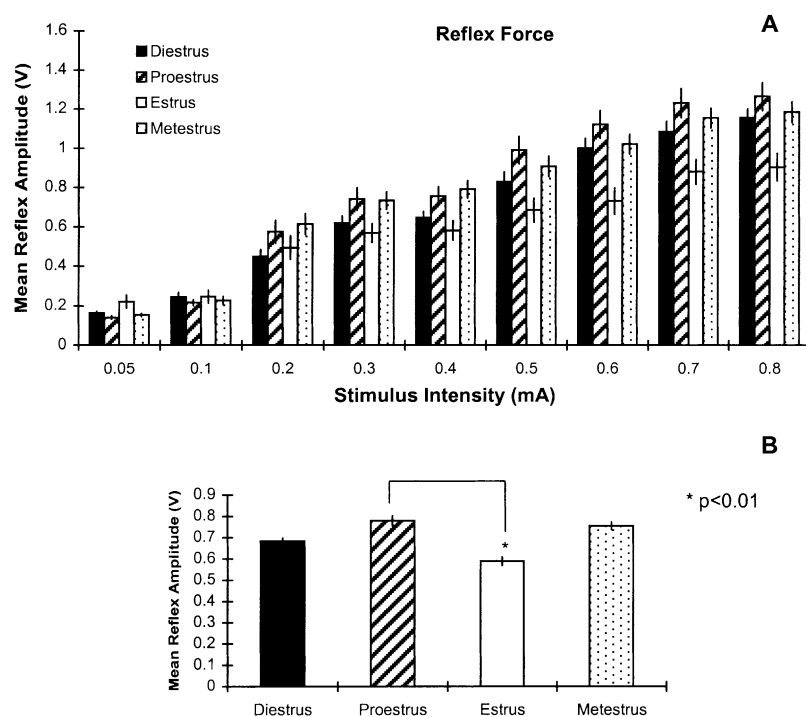 A
Reflex Force
Diestrus
Proestrus
Estrus
Metestrus
Mean Reflex Amplitude (V)
1.6
1.4
1.2
1
0.8
0.6
0.4
0.2
0
0.05 0.1 0.2 0.3 0.4 0.5 0.6 0.7 0.8
Stimulus Intensity (mA)
B
* p<0.01
Mean Reflex Amplitude (V)
0.9
0.8
0.7
0.6
0.5
0.4
0.3
0.2
0.1
0
*
Diestrus Proestrus Estrus Metestrus